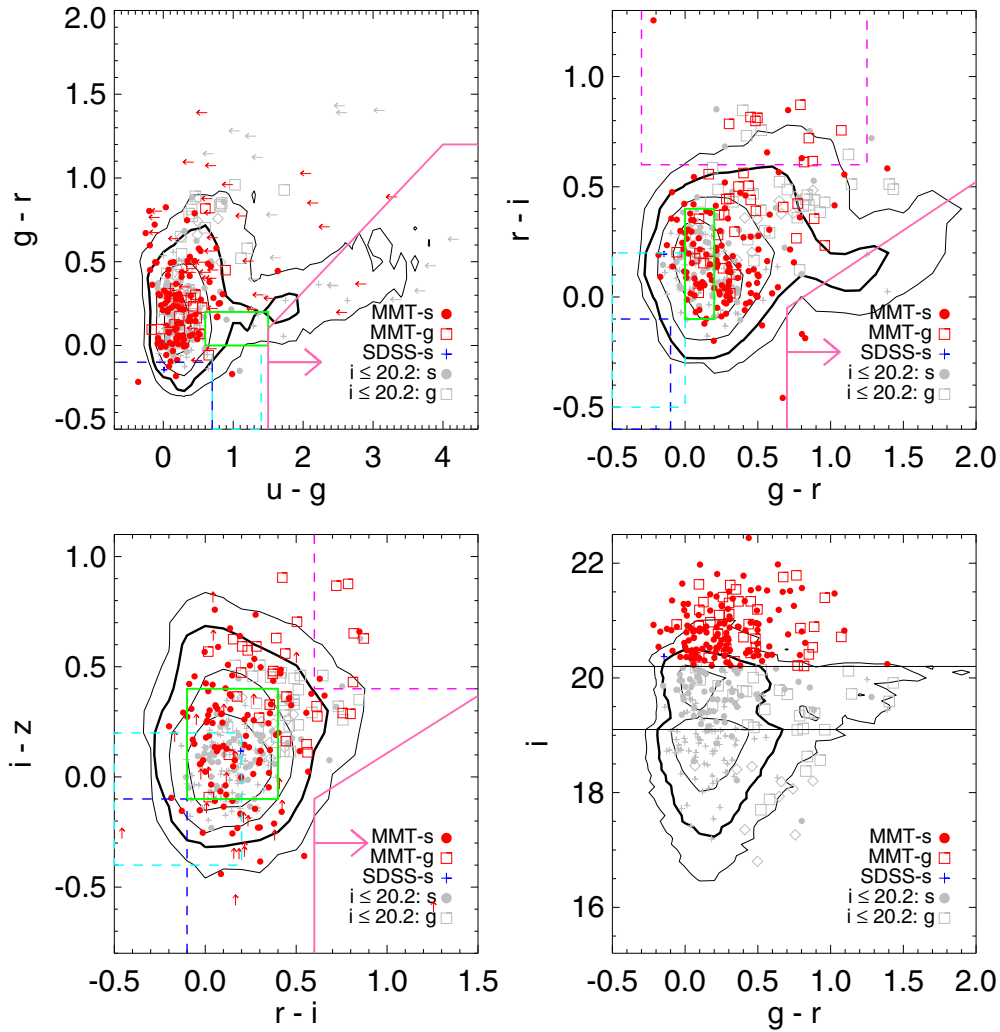 2.0
1.5
1.0
0.5
0.0
-0.5
g - r
0 1 2 3 4
u - g
MMT-s
MMT-g
SDSS-s
i ≤ 20.2: s
i ≤ 20.2: g
1.0
0.5
0.0
-0.5
r - i
-0.5 0.0 0.5 1.0 1.5 2.0
g - r
MMT-s
MMT-g
SDSS-s
i ≤ 20.2: s
i ≤ 20.2: g
1.0
0.5
0.0
-0.5
i - z
-0.5 0.0 0.5 1.0 1.5
r - i
MMT-s
MMT-g
SDSS-s
i ≤ 20.2: s
i ≤ 20.2: g
22
20
18
16
i
-0.5 0.0 0.5 1.0 1.5 2.0
g - r
MMT-s
MMT-g
SDSS-s
i ≤ 20.2: s
i ≤ 20.2: g